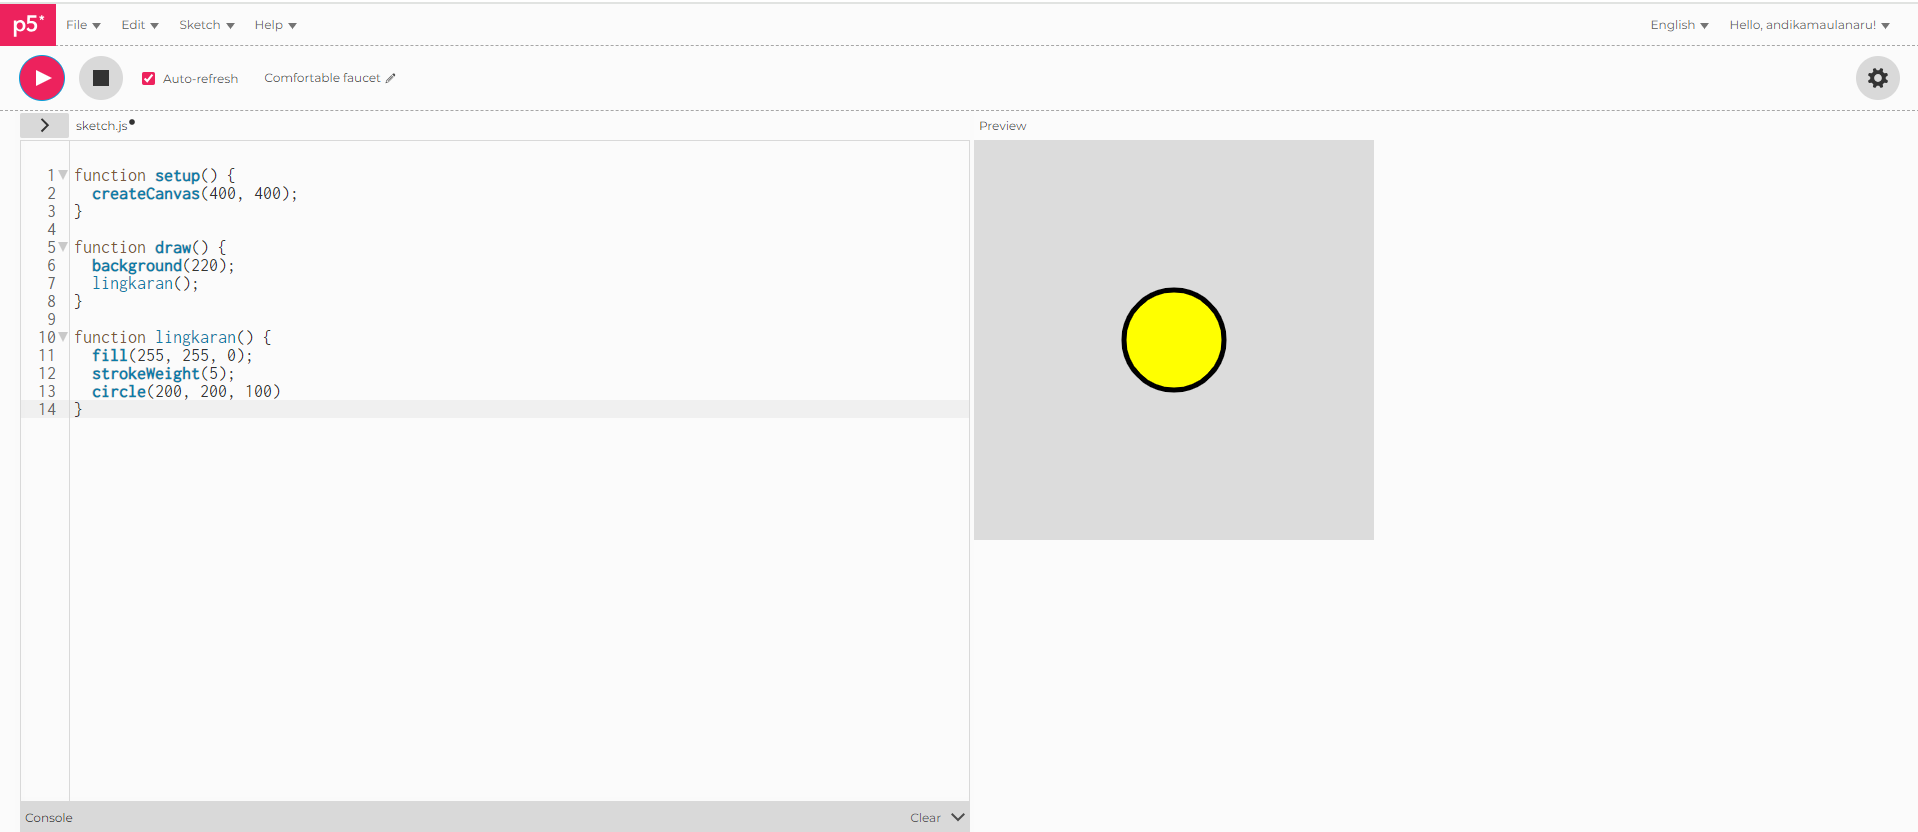 p5*
File
Edit
Sketch
Help
English
Hello, andikamaulanaru!
Auto-refresh
Comfortable faucet
sketch.js
Preview
1 function setup() {
2   createCanvas(400, 400);
3 }
4
5 function draw() {
6   background(220);
7   lingkaran();
8 }
9
10 function lingkaran() {
11   fill(255, 255, 0);
12   strokeWeight(5);
13   circle(200, 200, 100)
14 }
Console
Clear